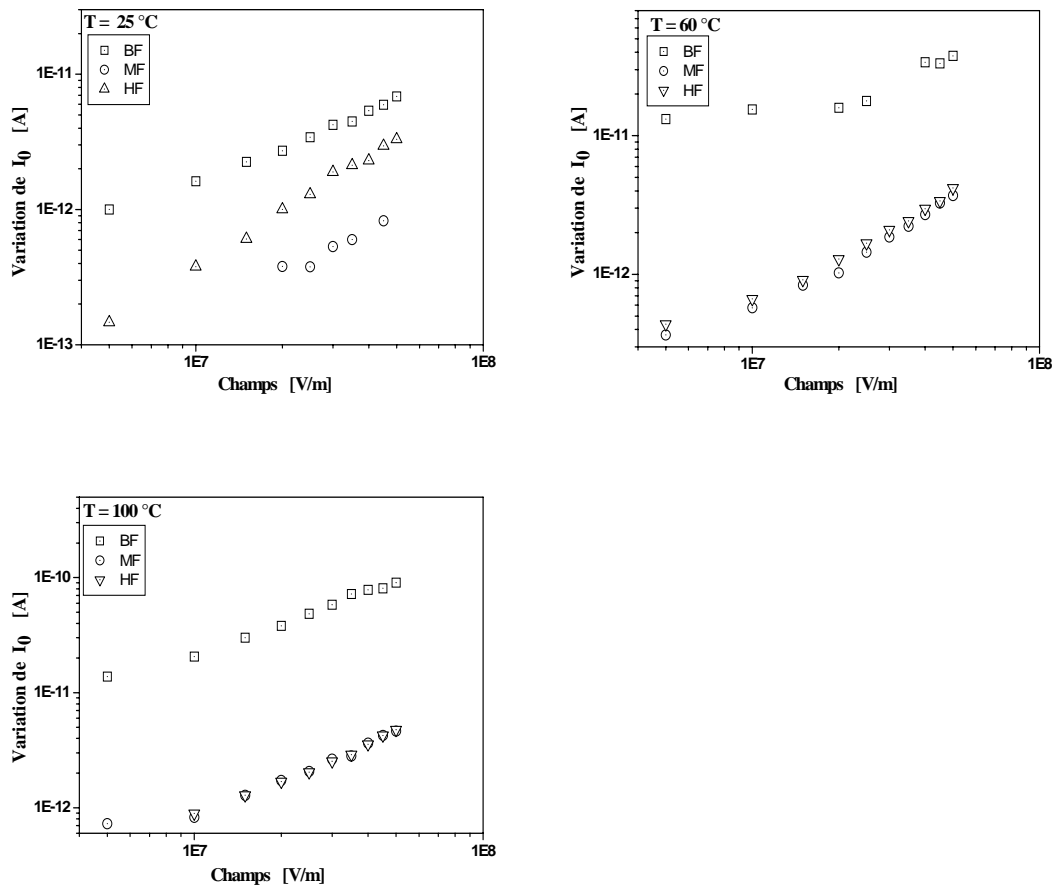 T = 25 °C
BF
MF
HF
1E-11
1E-12
1E-13
Variation de I0 [A]
1E7
1E8
Champs [V/m]
T = 60 °C
BF
MF
HF
1E-11
1E-12
Variation de I0 [A]
1E7
1E8
Champs [V/m]
T = 100 °C
BF
MF
HF
1E-10
1E-11
1E-12
Variation de I0 [A]
1E7
1E8
Champs [V/m]